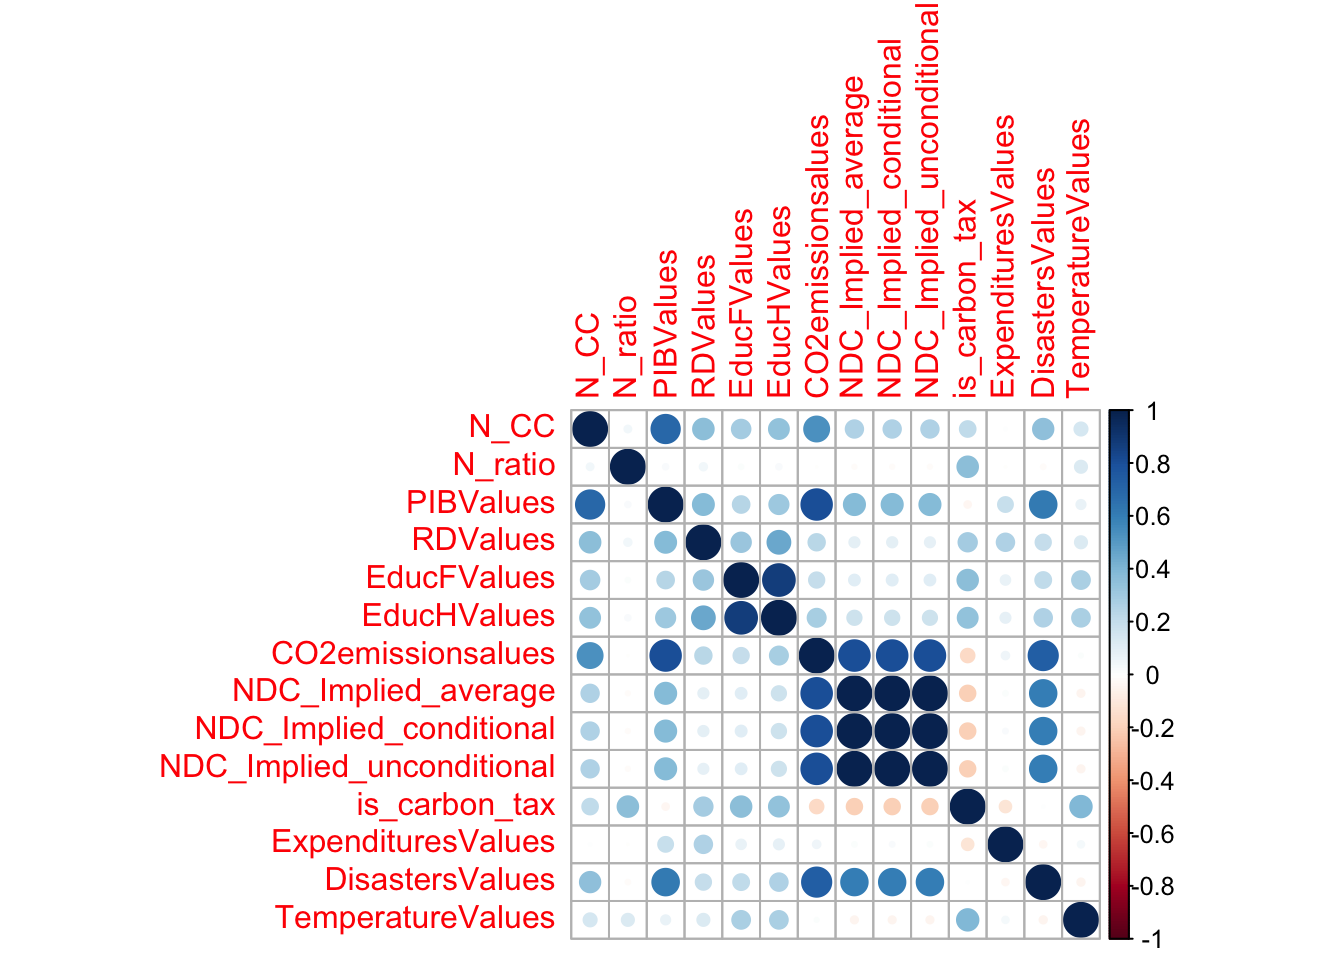 N_CC
N_ratio
PIBValues
RDValues
EducFValues
EducHValues
CO2emissionsalues
NDC_Implied_average
NDC_Implied_conditional
NDC_Implied_unconditional
is_carbon_tax
ExpendituresValues
DisastersValues
TemperatureValues
N_CC
N_ratio
PIBValues
RDValues
EducFValues
EducHValues
CO2emissionsalues
NDC_Implied_average
NDC_Implied_conditional
NDC_Implied_unconditional
is_carbon_tax
ExpendituresValues
DisastersValues
TemperatureValues
1
0.8
0.6
0.4
0.2
0
-0.2
-0.4
-0.6
-0.8
-1